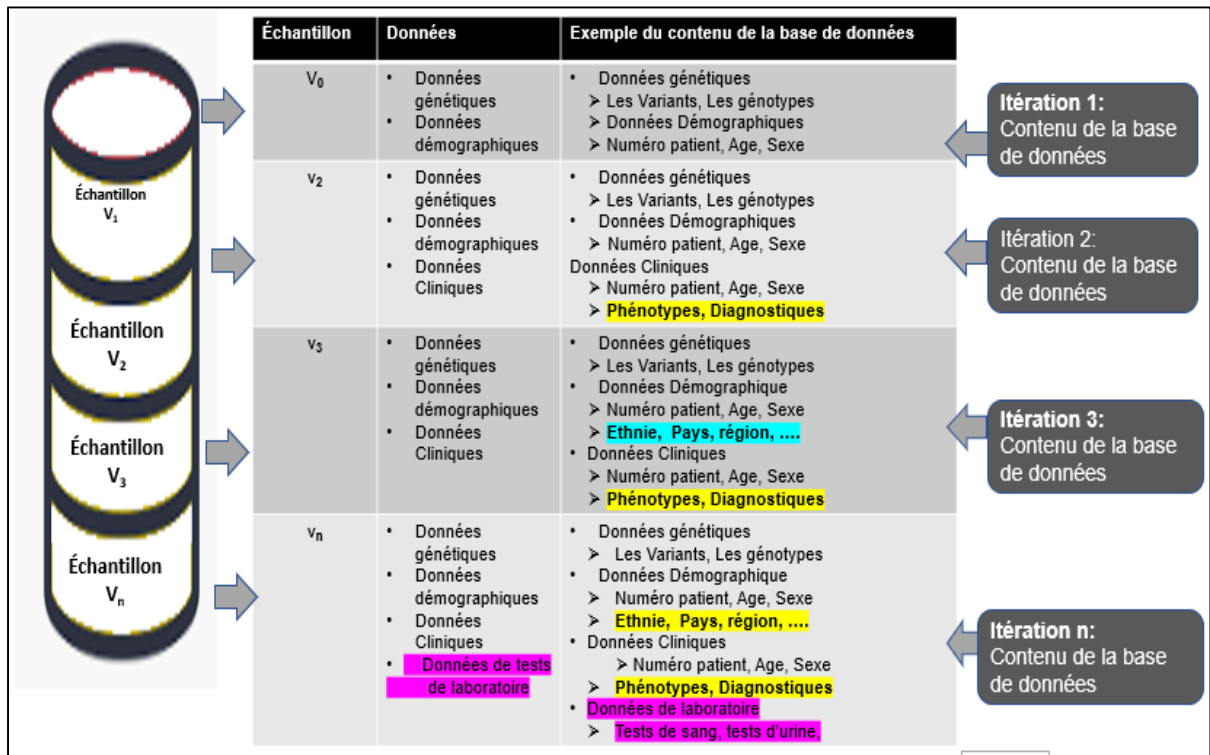 Échantillon
V1
Échantillon
V2
Échantillon
V3
Échantillon
Vn
Échantillon Données Exemple du contenu de la base de données
V0
• Données
génétiques
• Données
démographiques
• Données génétiques
➢ Les Variants, Les génotypes
➢ Données Démographiques
➢ Numéro patient, Age, Sexe
v2
• Données
génétiques
• Données
démographiques
• Données
Cliniques
• Données génétiques
➢ Les Variants, Les génotypes
• Données Démographiques
➢ Numéro patient, Age, Sexe
Données Cliniques
➢ Numéro patient, Age, Sexe
➢ Phénotypes, Diagnostiques
v3
• Données
génétiques
• Données
démographiques
• Données
Cliniques
• Données génétiques
➢ Les Variants, Les génotypes
• Données Démographique
➢ Numéro patient, Age, Sexe
➢ Ethnie, Pays, région, ....
• Données Cliniques
➢ Numéro patient, Age, Sexe
➢ Phénotypes, Diagnostiques
vn
• Données
génétiques
• Données
démographiques
• Données
Cliniques
• Données de tests
de laboratoire
• Données génétiques
➢ Les Variants, Les génotypes
• Données Démographique
➢ Numéro patient, Age, Sexe
➢ Ethnie, Pays, région, ....
• Données Cliniques
➢ Numéro patient, Age, Sexe
➢ Phénotypes, Diagnostiques
• Données de laboratoire
➢ Tests de sang, tests d'urine,
Itération 1:
Contenu de la base
de données
Itération 2:
Contenu de la base
de données
Itération 3:
Contenu de la base
de données
Itération n:
Contenu de la base
de données